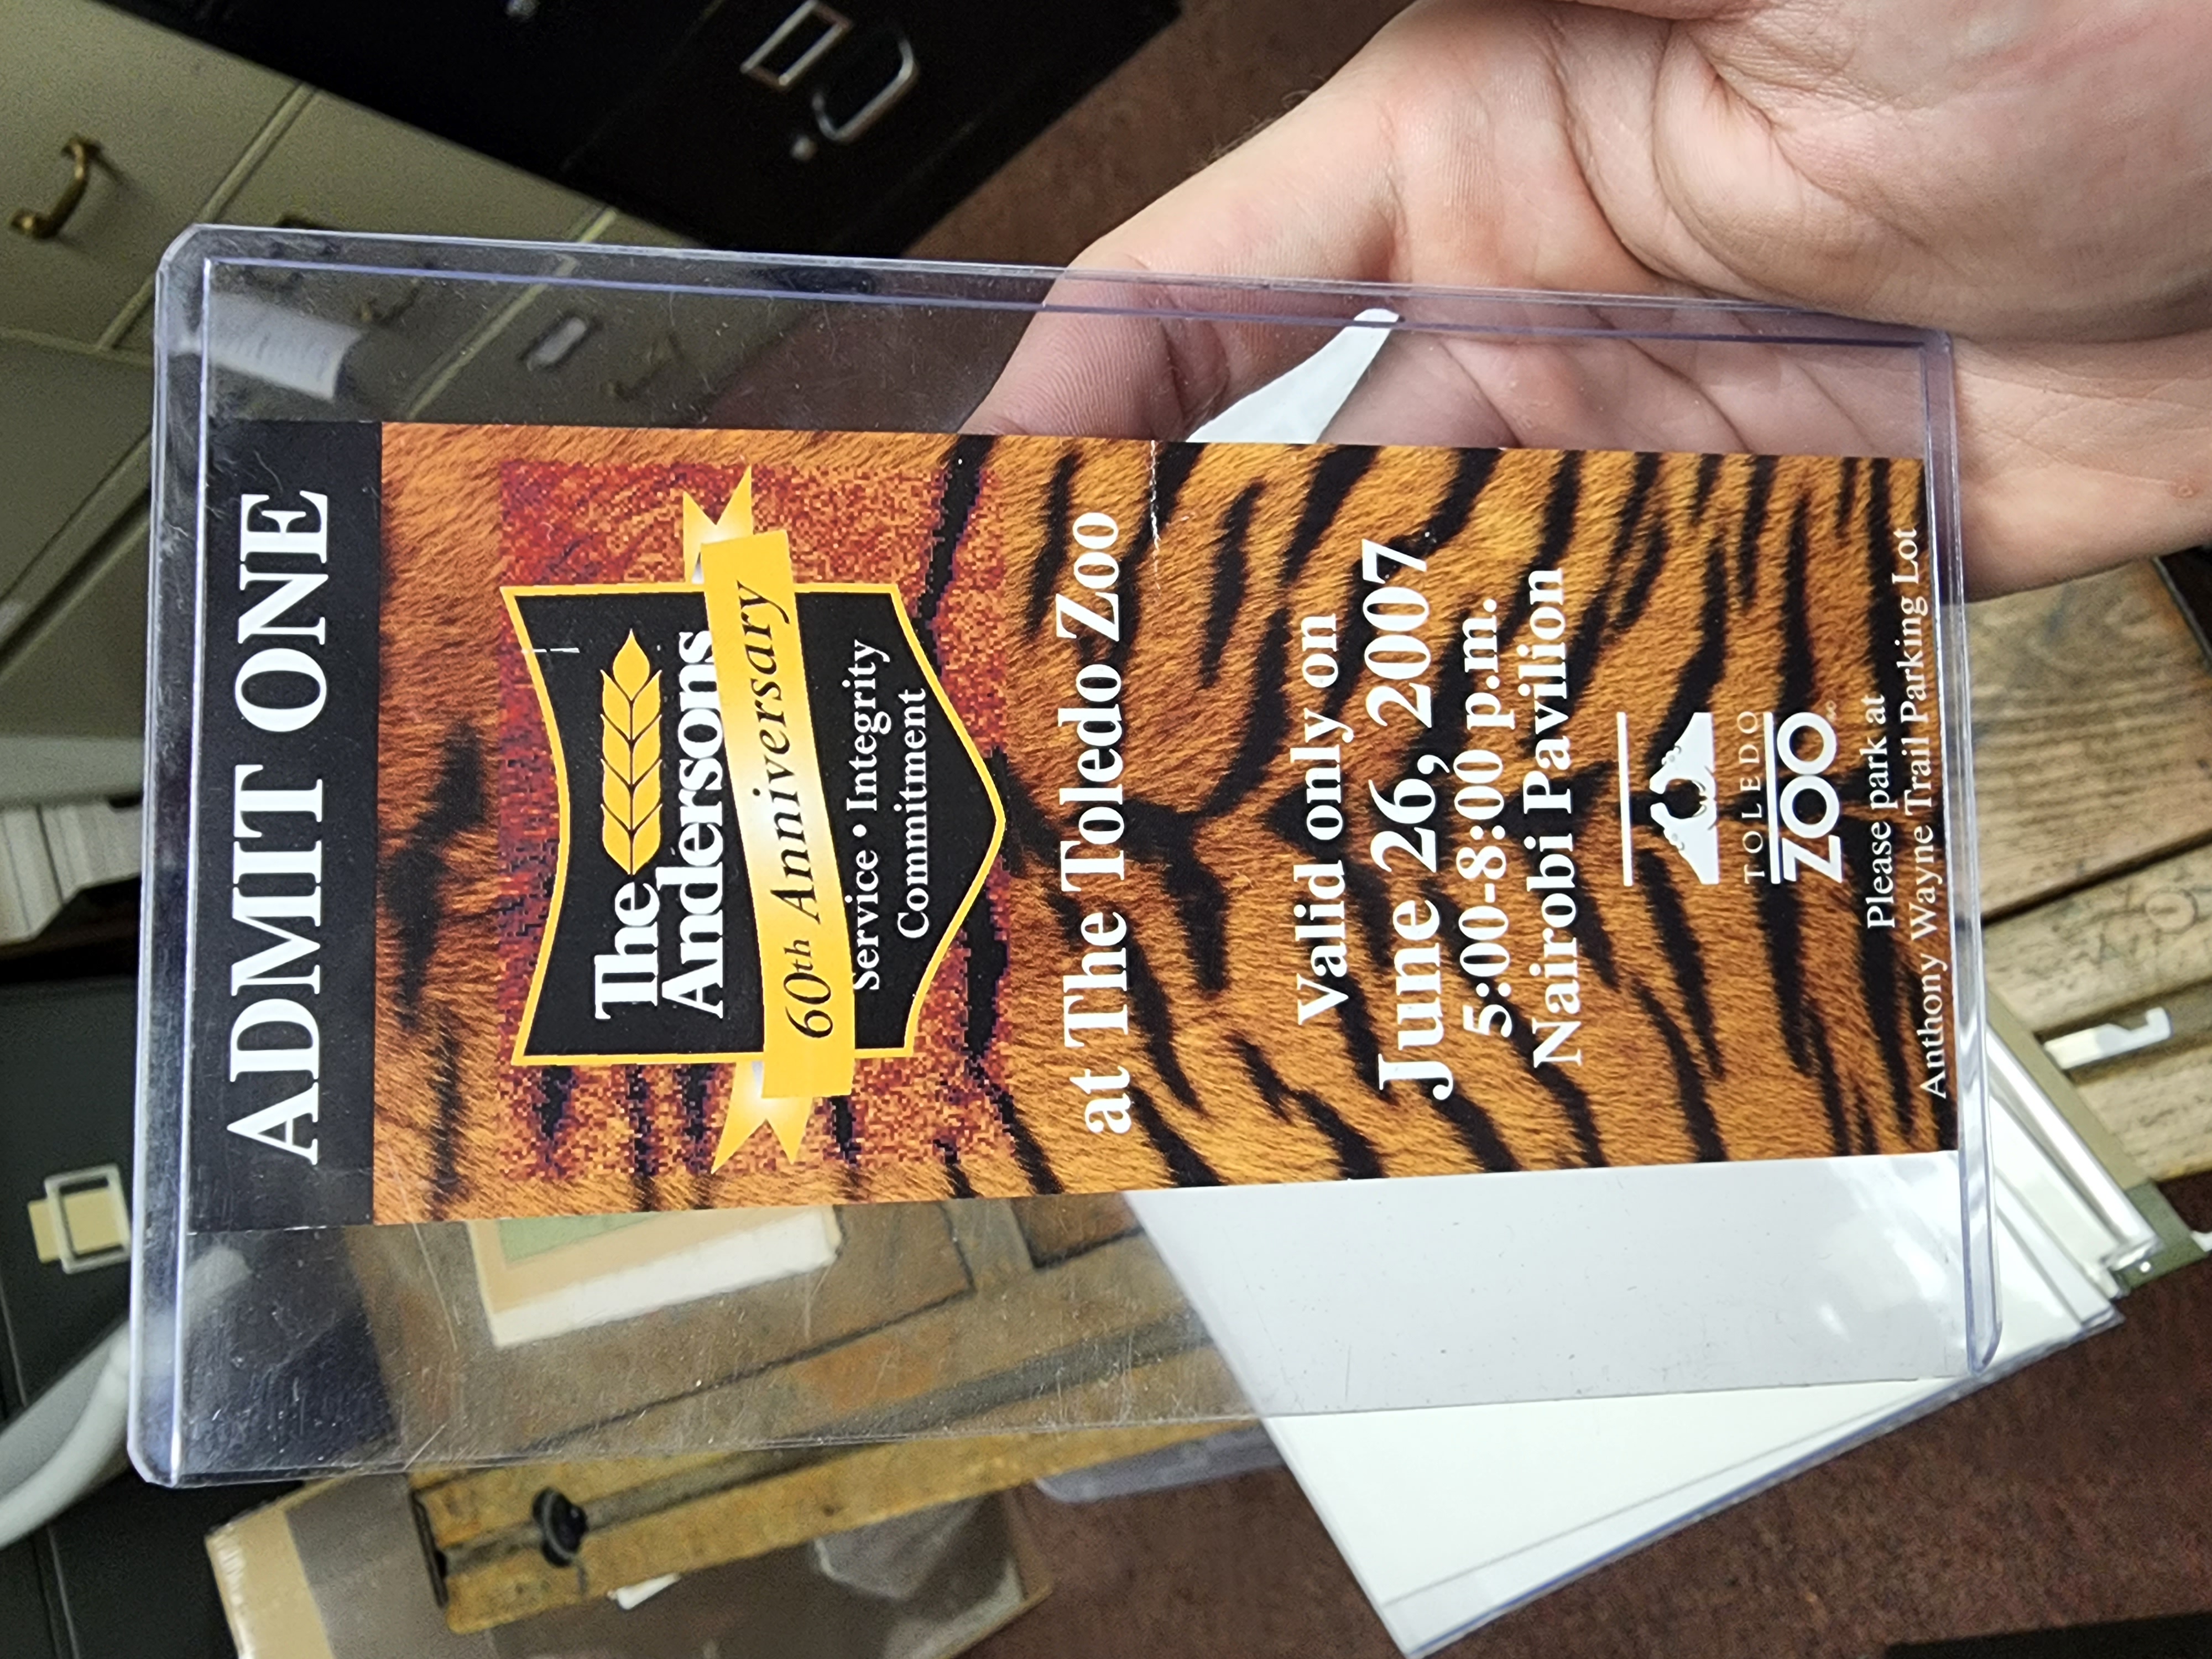 ADMIT ONE
The
Andersons
60th Anniversary
Service • Integrity
Commitment
at The Toledo Zoo
Valid only on
June 26, 2007
5:00-8:00 p.m.
Nairobi Pavilion
TOLEDO
ZOO
Please park at
Anthony Wayne Trail Parking Lot